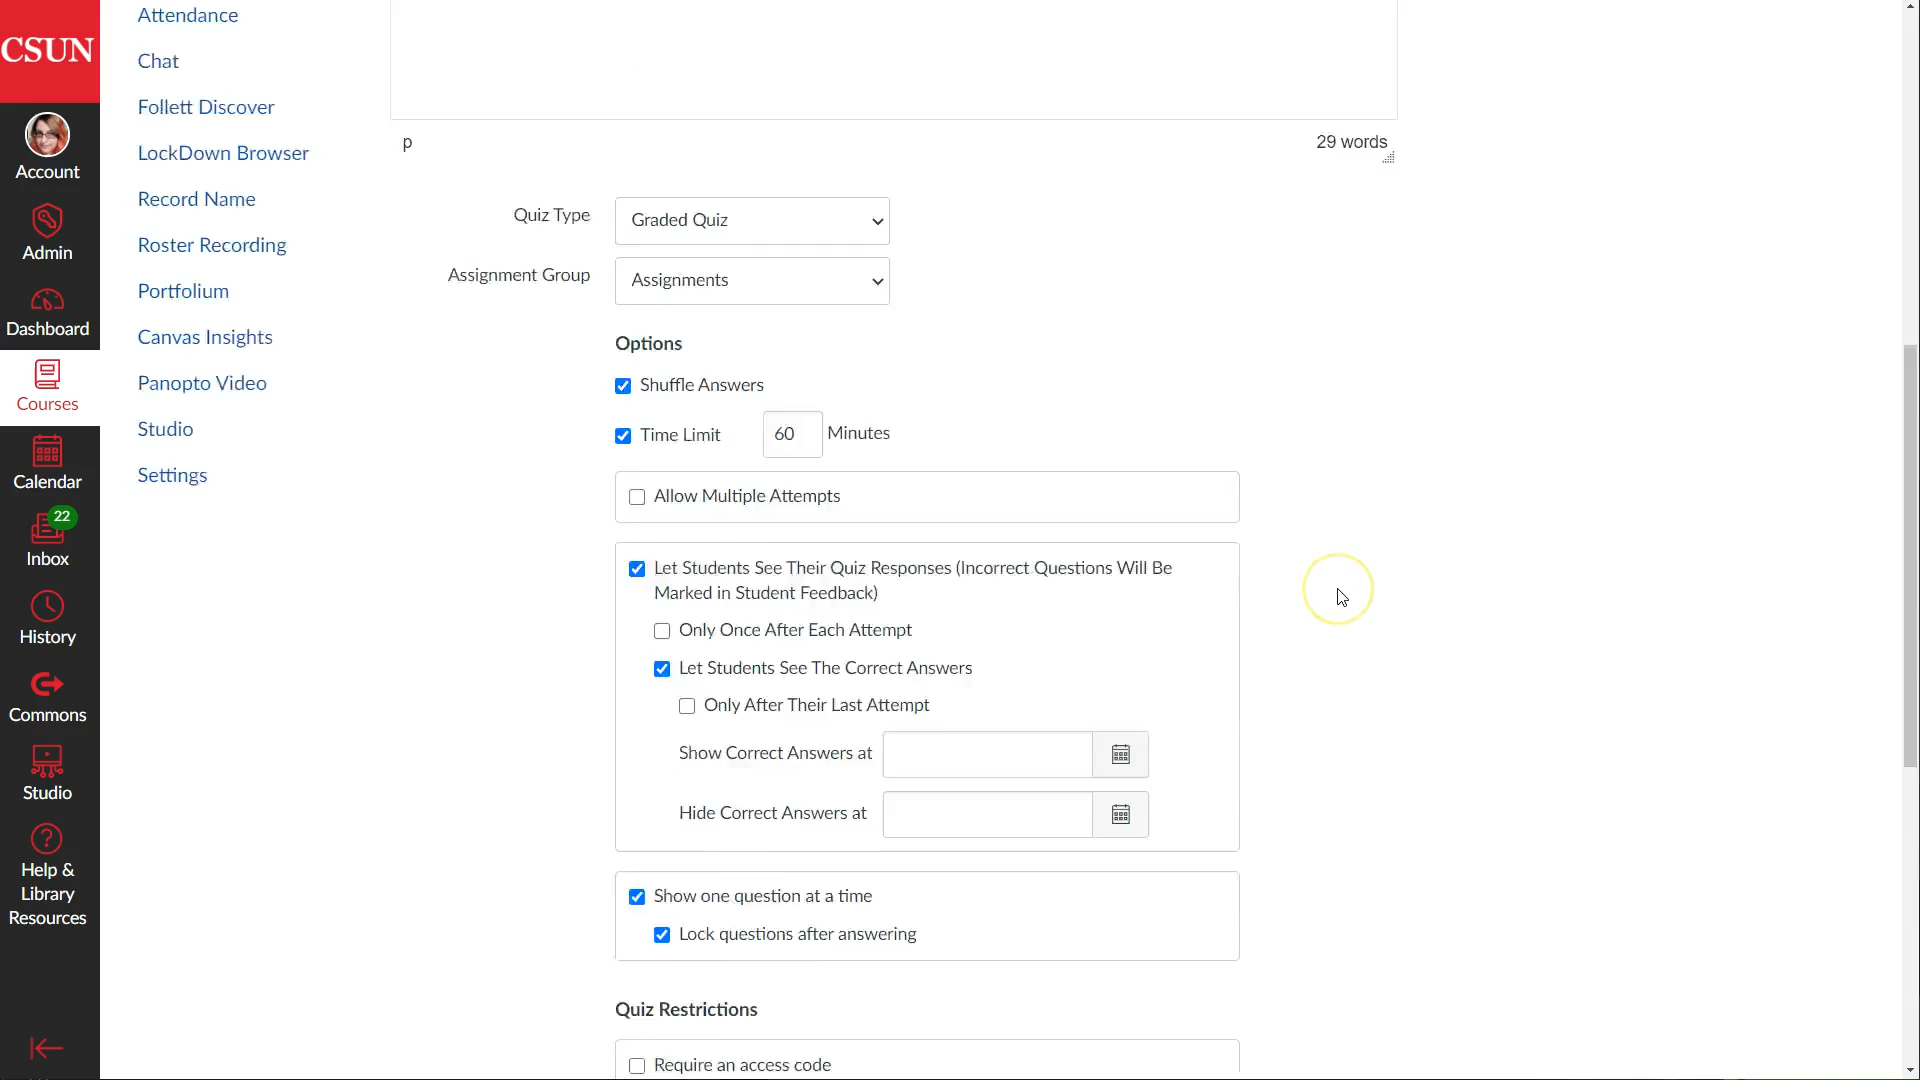 CSUN
Account
Admin
Dashboard
Courses
Calendar
22
Inbox
History
Commons
Studio
Help &
Library
Resources
Attendance
Chat
Follett Discover
LockDown Browser
Record Name
Roster Recording
Portfolium
Canvas Insights
Panopto Video
Studio
Settings
p
29 words
Quiz Type
Graded Quiz
Assignment Group
Assignments
Options
Shuffle Answers
Time Limit 60 Minutes
Allow Multiple Attempts
Let Students See Their Quiz Responses (Incorrect Questions Will Be
Marked in Student Feedback)
Only Once After Each Attempt
Let Students See The Correct Answers
Only After Their Last Attempt
Show Correct Answers at
Hide Correct Answers at
Show one question at a time
Lock questions after answering
Quiz Restrictions
Require an access code